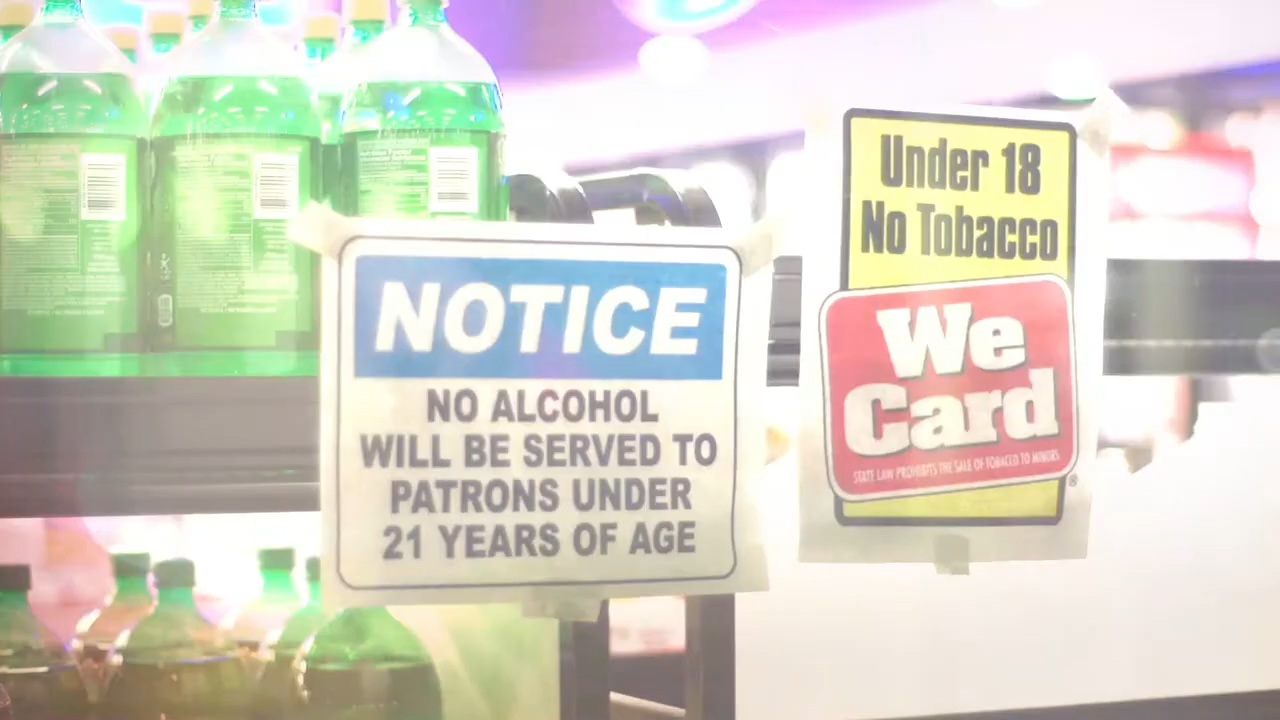 NOTICE
NO ALCOHOL
WILL BE SERVED TO
PATRONS UNDER
21 YEARS OF AGE
Under 18
No Tobacco
We
Card
STATE LAW PROHIBITS THE SALE OF TOBACCO TO MINORS
®